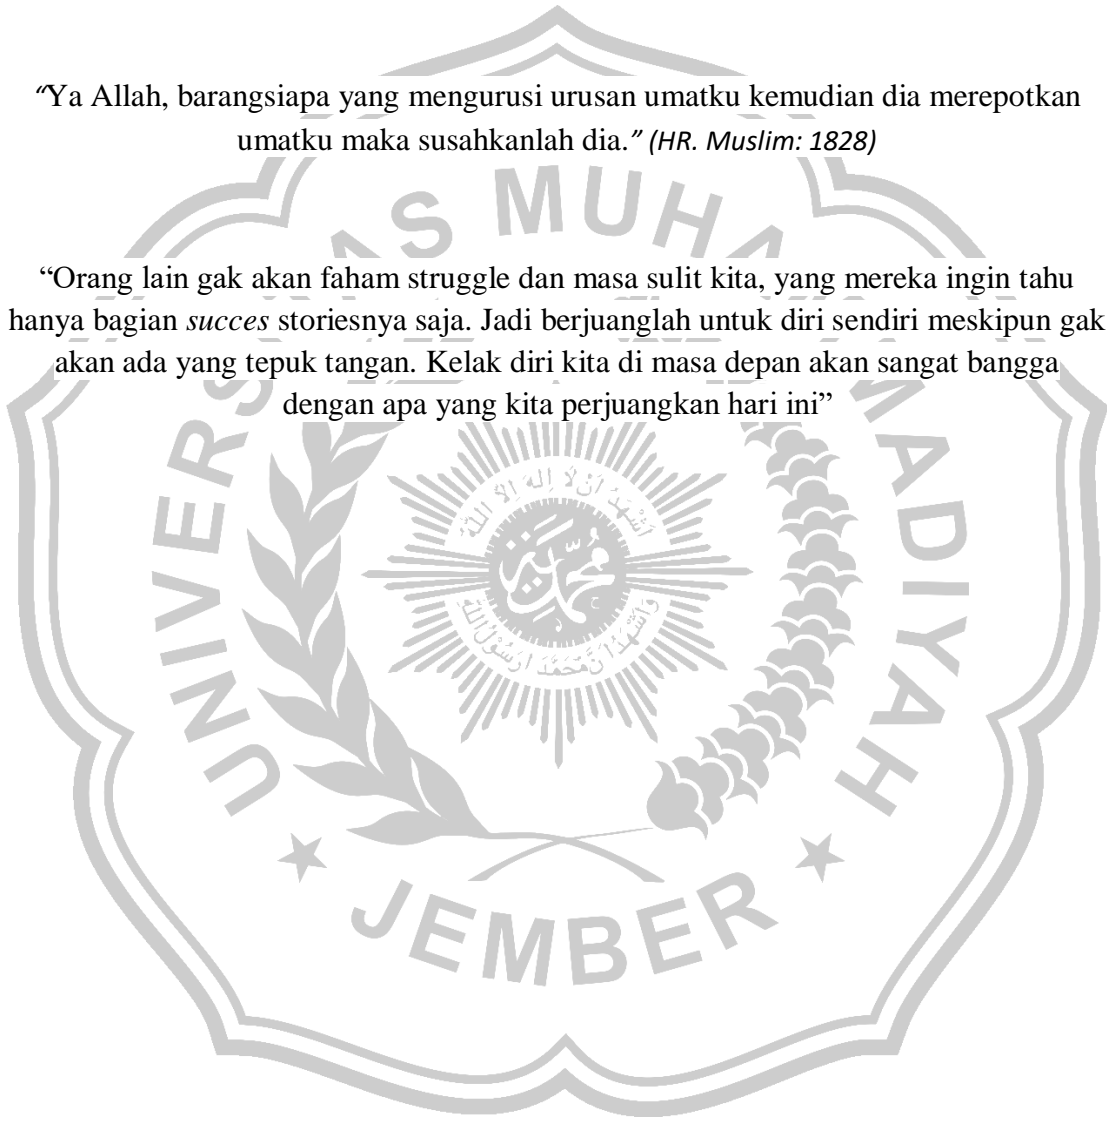 “Ya Allah, barangsiapa yang mengurusi urusan umatku kemudian dia merepotkan
umatku maka susahkanlah dia.” (HR. Muslim: 1828)
“Orang lain gak akan faham struggle dan masa sulit kita, yang mereka ingin tahu
hanya bagian succes storiesnya saja. Jadi berjuanglah untuk diri sendiri meskipun gak
akan ada yang tepuk tangan. Kelak diri kita di masa depan akan sangat bangga
dengan apa yang kita perjuangkan hari ini”
JEMBER